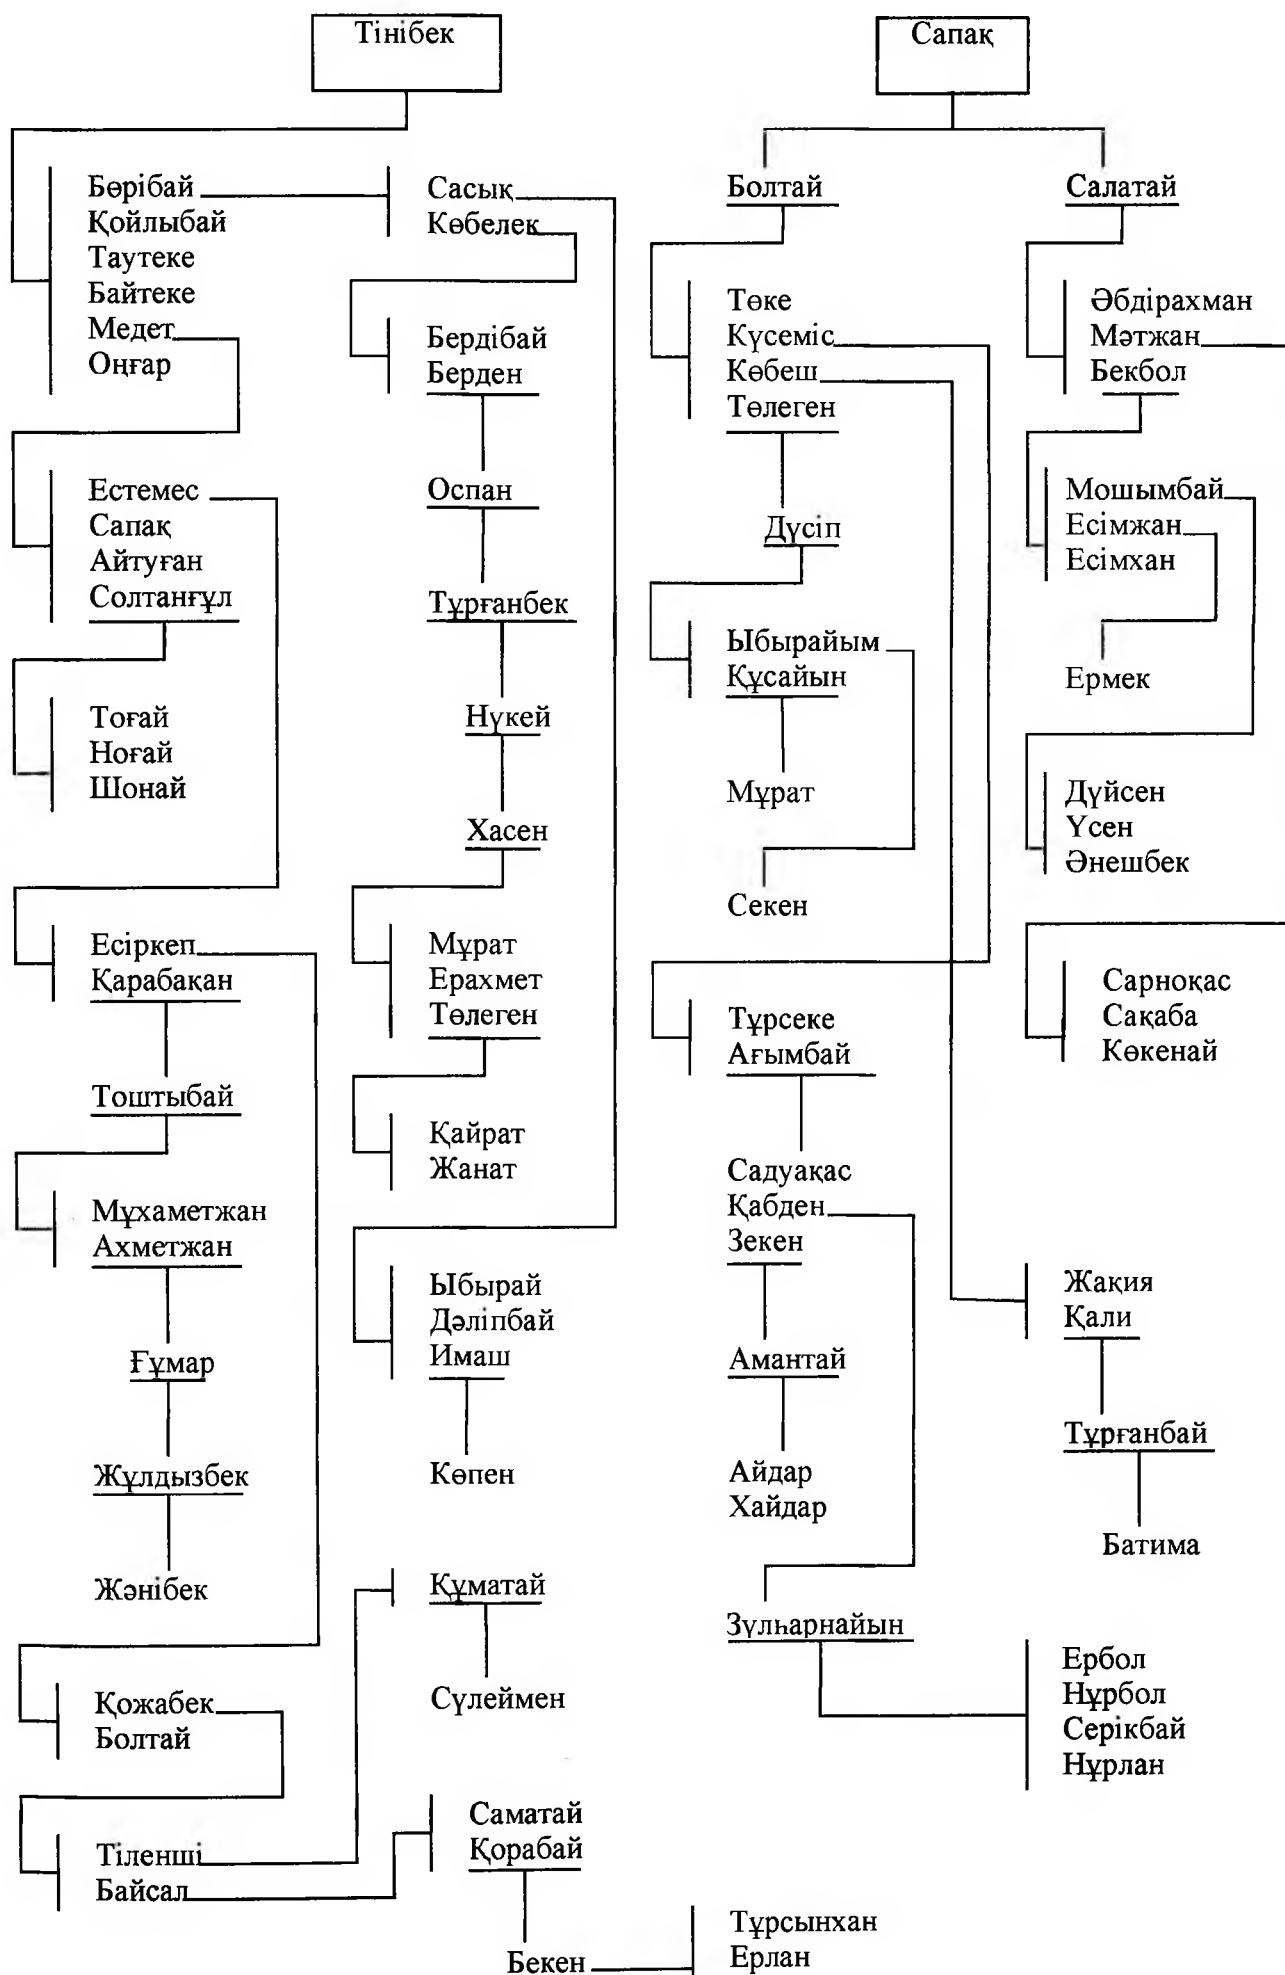 Тінібек
Сапақ
Бөрібай
Қойлыбай
Таутеке
Байтеке
Медет
Оңғар
Сасық
Көбелек
Болтай
Салатай
Бердібай
Берден
Төке
Күсеміс
Көбеш
Төлеген
Әбдірахман
Мәтжан
Бекбол
Естемес
Сапақ
Айтуған
Солтанғұл
Оспан
Дүсіп
Мошымбай
Есімжан
Есімхан
Тұрғанбек
Тоғай
Ноғай
Шонай
Нүкей
Ыбырайым
Құсайын
Ермек
Мұрат
Хасен
Дүйсен
Үсен
Әнешбек
Секен
Есіркеп
Қарабақан
Мұрат
Ерахмет
Төлеген
Тұрсеке
Ағымбай
Сарноқас
Сақаба
Көкенай
Тоштыбай
Қайрат
Жанат
Садуақас
Қабден
Зекен
Мұхаметжан
Ахметжан
Ыбырай
Дәліпбай
Имаш
Жақия
Қали
Ғұмар
Амантай
Тұрғанбай
Жұлдызбек
Көпен
Айдар
Хайдар
Батима
Жәнібек
Құматай
Зүлһарнайын
Сүлеймен
Ербол
Нұрбол
Серікбай
Нұрлан
Қожабек
Болтай
Саматай
Қорабай
Тіленші
Байсал
Бекен
Тұрсынхан
Ерлан